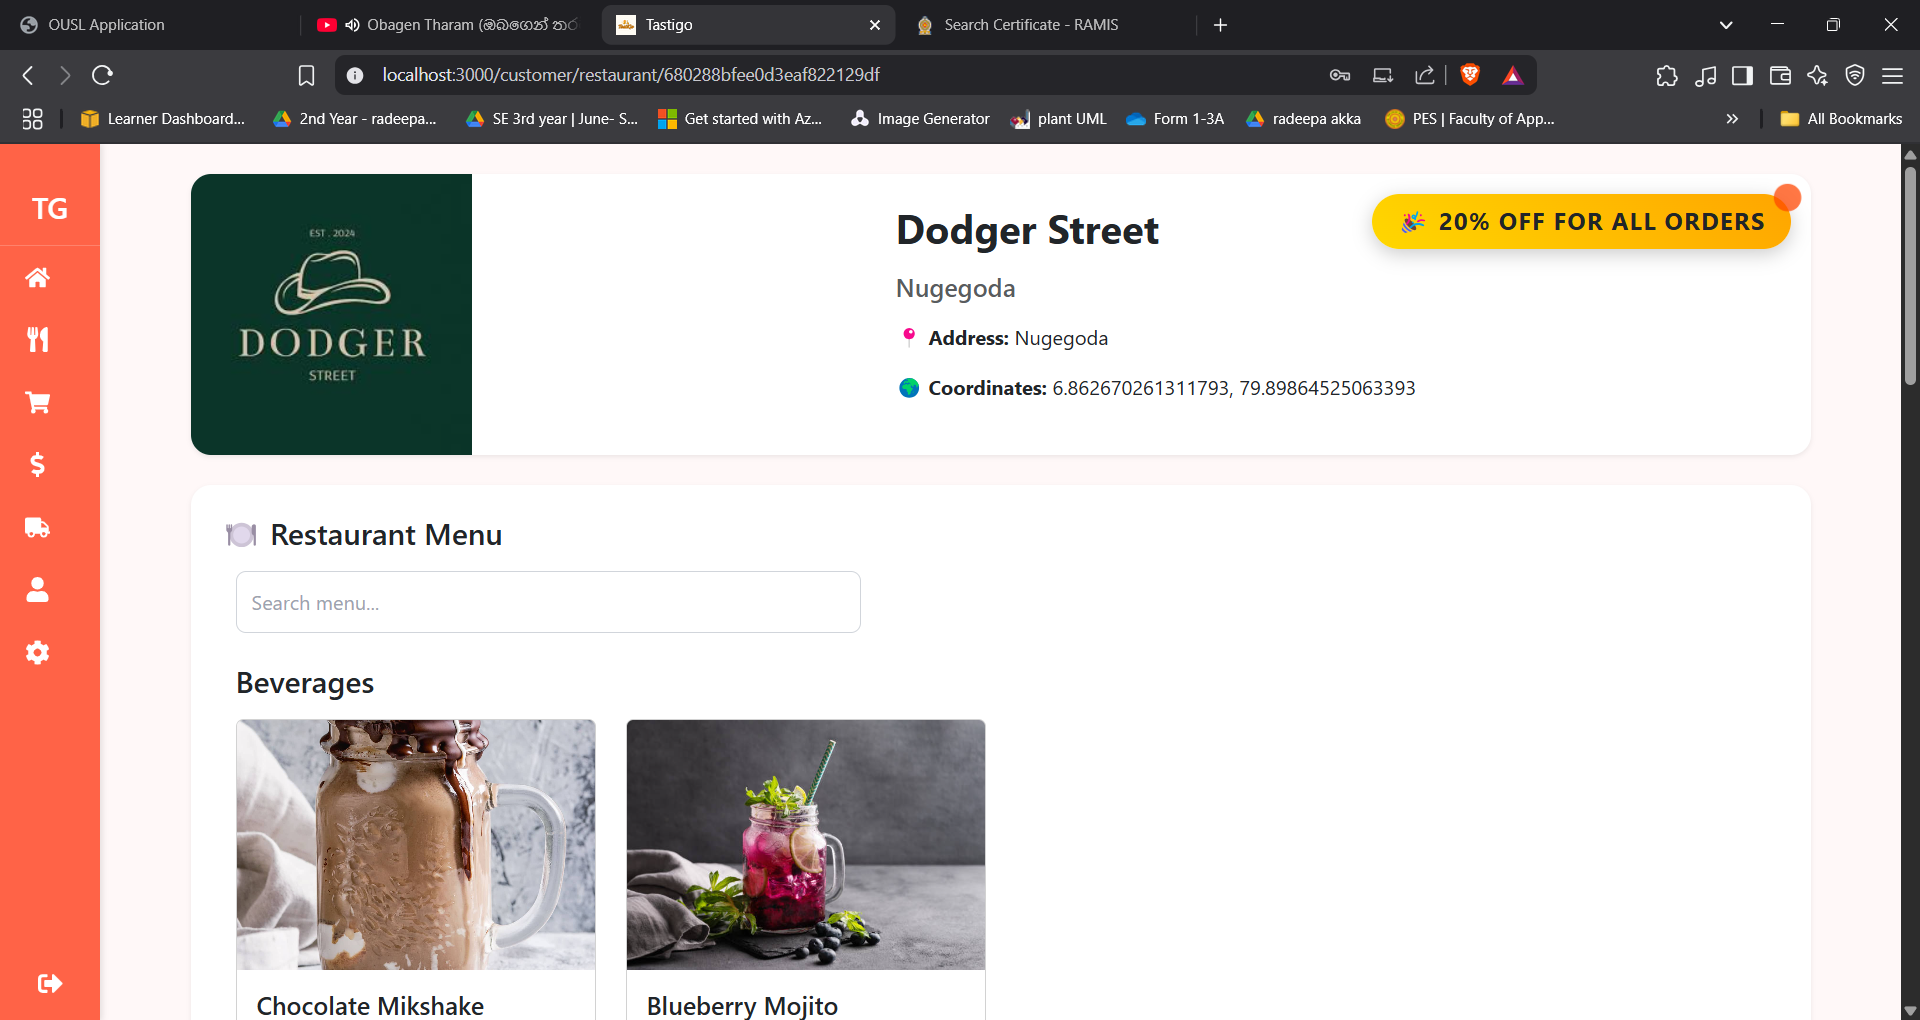 OUSL Application
Obagen Tharam (ඔබගෙන් තර
Tastigo
Search Certificate - RAMIS
localhost:3000/customer/restaurant/680288bfee0d3eaf822129df
Learner Dashboard...
2nd Year - radeepa...
SE 3rd year | June- S...
Get started with Az...
Image Generator
plant UML
Form 1-3A
radeepa akka
PES | Faculty of App...
All Bookmarks
TG
EST . 2024
DODGER
STREET
Dodger Street
20% OFF FOR ALL ORDERS
Nugegoda
Address: Nugegoda
Coordinates: 6.862670261311793, 79.89864525063393
Restaurant Menu
Search menu...
Beverages
Chocolate Mikshake
Blueberry Mojito